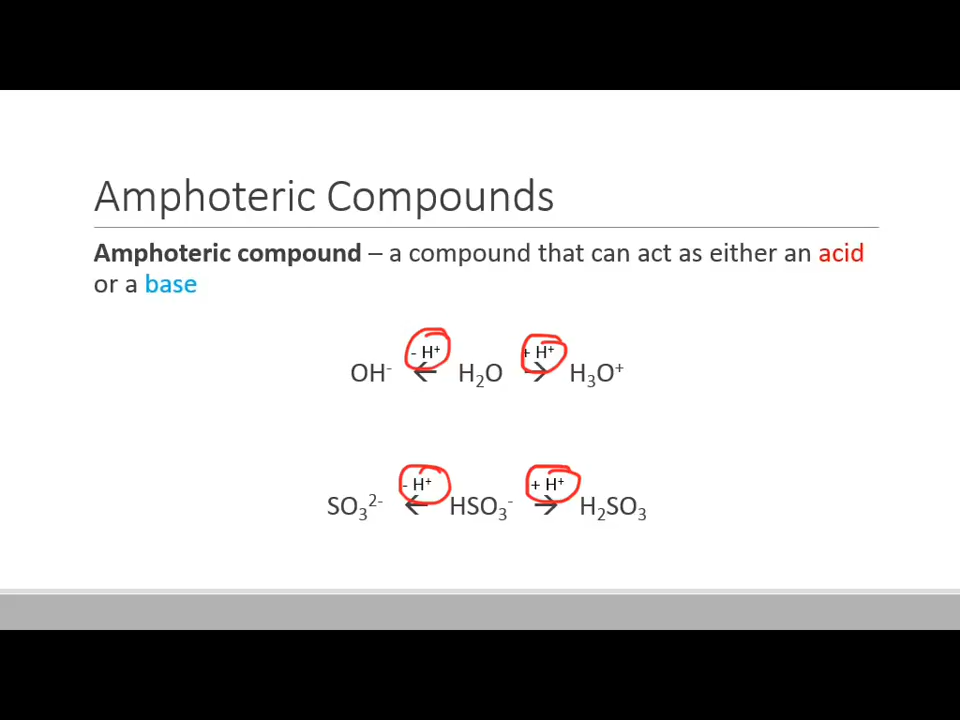 Amphoteric Compounds
Amphoteric compound – a compound that can act as either an acid
or a base
- H⁺ + H⁺
OH⁻ ← H₂O → H₃O⁺
- H⁺ + H⁺
SO₃²⁻ ← HSO₃⁻ → H₂SO₃